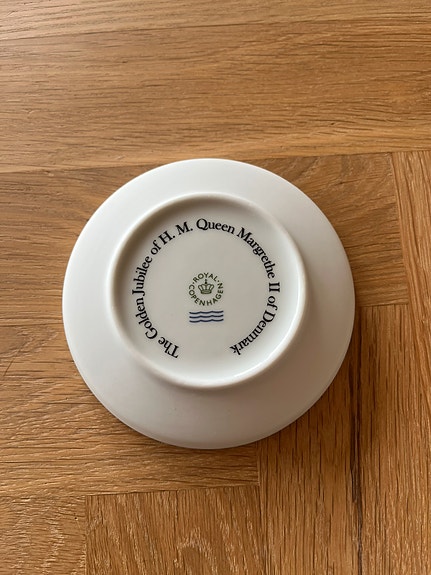 The Golden Jubilee of H. M. Queen Margrethe II of Denmark
ROYAL-
COPENHAGEN